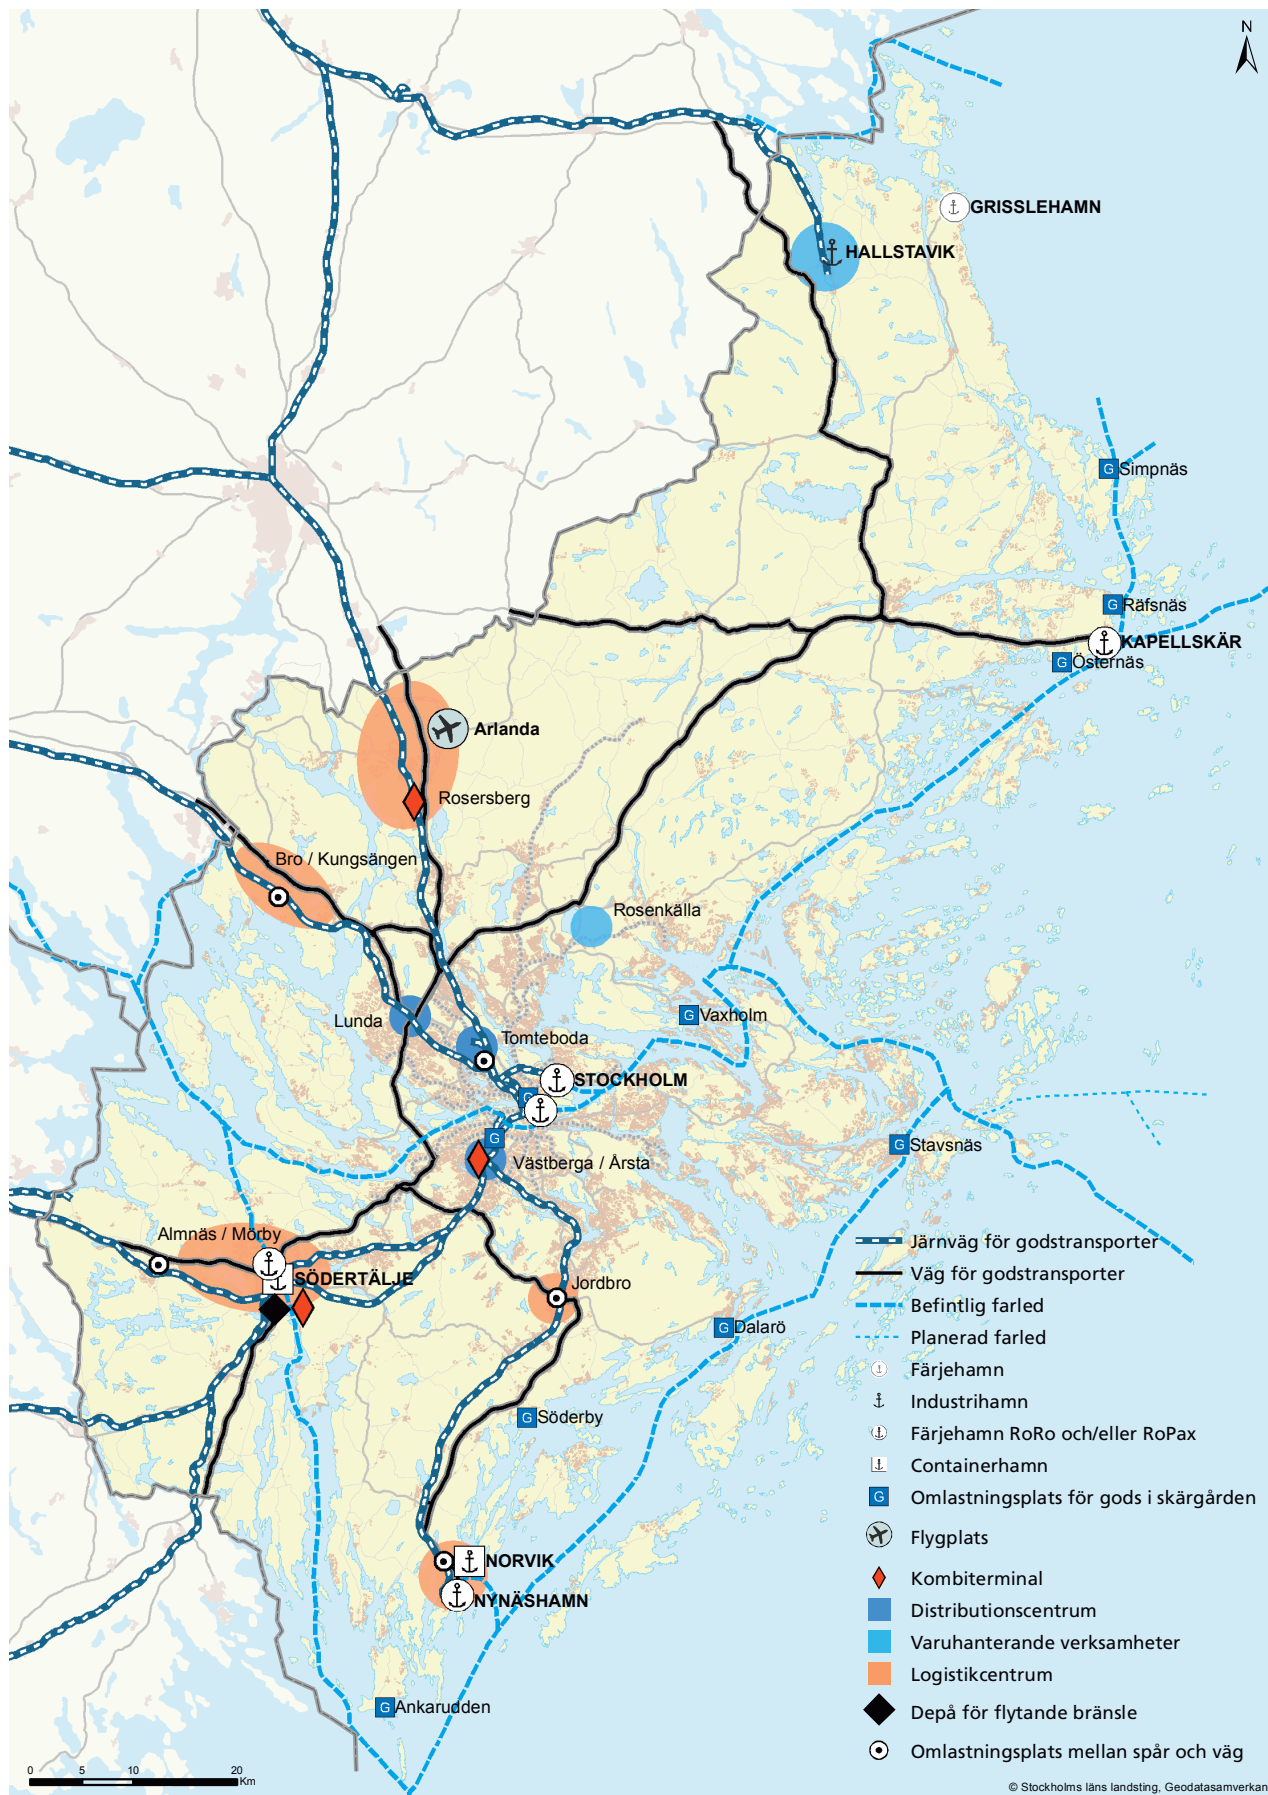 N
GRISSLEHAMN
HALLSTAVIK
G Simpnäs
G Räfsnäs
KAPELLSKÄR
G Östernäs
Arlanda
Rosersberg
Bro / Kungsängen
Rosenkälla
Lunda
G Vaxholm
Tomteboda
STOCKHOLM
G
G
G Stavsnäs
Västberga / Årsta
Almnäs / Mörby
SÖDERTÄLJE
Jordbro
G Dalarö
G Söderby
NORVIK
NYNÄSHAMN
G Ankarudden
Järnväg för godstransporter
Väg för godstransporter
Befintlig farled
Planerad farled
Färjehamn
Industrihamn
Färjehamn RoRo och/eller RoPax
Containerhamn
G Omlastningsplats för gods i skärgården
Flygplats
Kombiterminal
Distributionscentrum
Varuhanterande verksamheter
Logistikcentrum
Depå för flytande bränsle
Omlastningsplats mellan spår och väg
0 5 10 20
Km
© Stockholms läns landsting, Geodatasamverkan